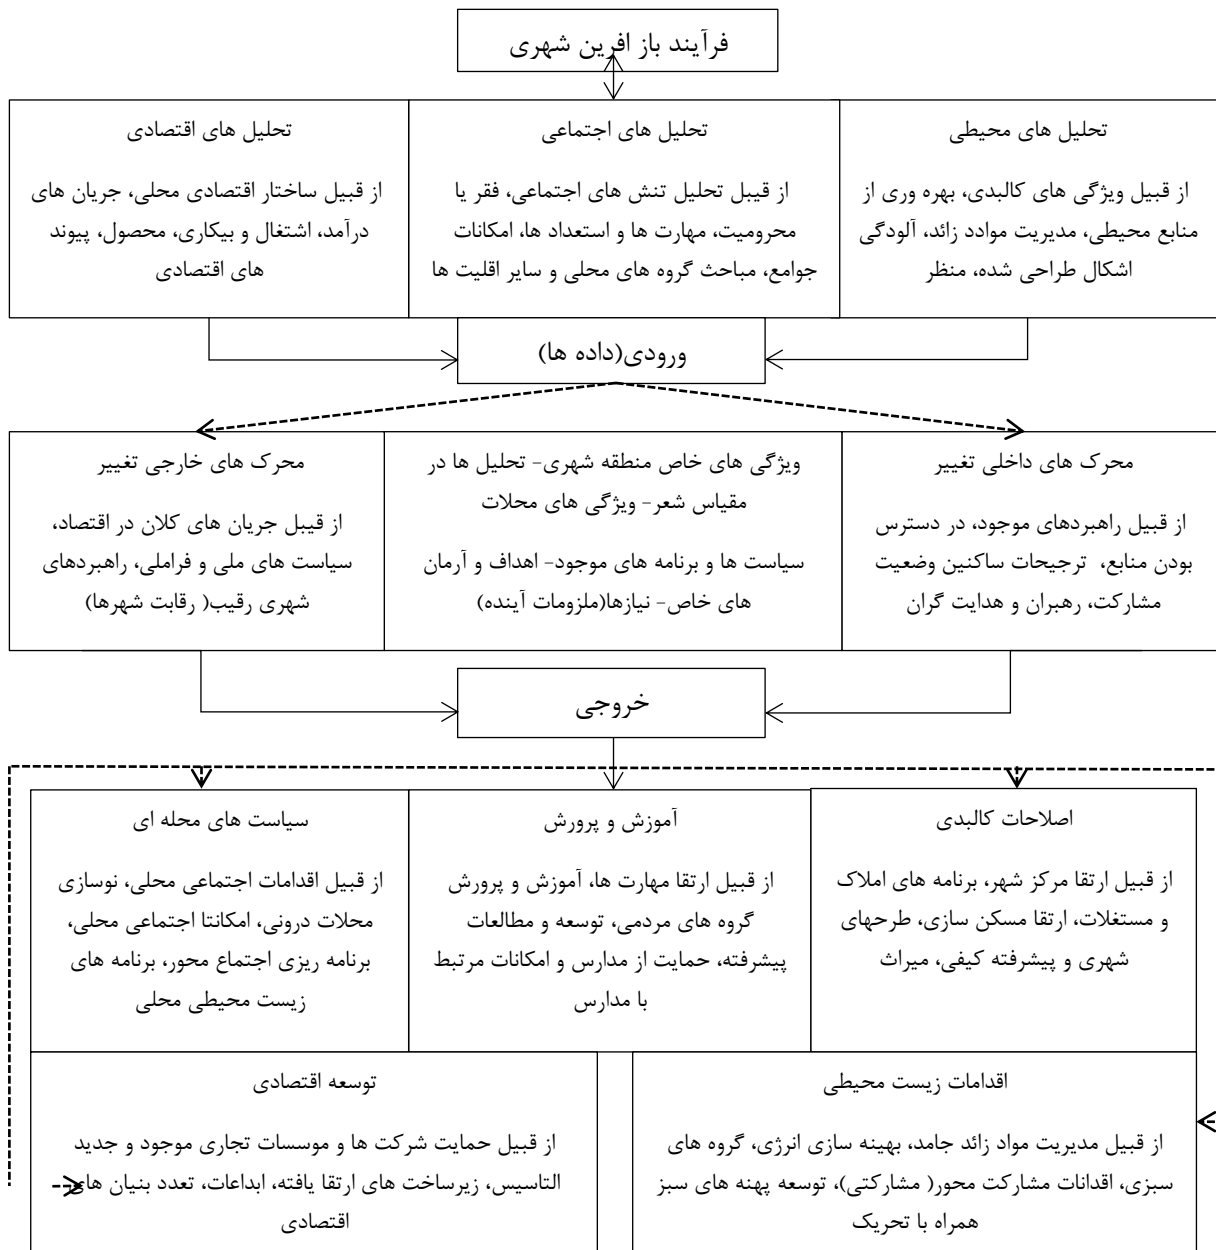 فرآیند باز افرین شهری
تحلیل های محیطی
از قبیل ویژگی های کالبدی، بهره وری از
منابع محیطی، مدیریت موادد زائد، آلودگی
اشکال طراحی شده، منظر
تحلیل های اجتماعی
از قیبل تحلیل تنش های اجتماعی، فقر یا
محرومیت، مهارت ها و استعداد ها، امکانات
جوامع، مباحث گروه های محلی و سایر اقلیت ها
تحلیل های اقتصادی
از قبیل ساختار اقتصادی محلی، جریان های
درآمد، اشتغال و بیکاری، محصول، پیوند
های اقتصادی
ورودی(داده ها)
محرک های داخلی تغییر
از قبیل راهبردهای موجود، در دسترس
بودن منابع، ترجیحات ساکنین وضعیت
مشارکت، رهبران و هدایت گران
ویژگی های خاص منطقه شهری- تحلیل ها در
مقیاس شعر- ویژگی های محلات
سیاست ها و برنامه های موجود- اهداف و آرمان
های خاص- نیازها(ملزومات آینده)
محرک های خارجی تغییر
از قیبل جریان های کلان در اقتصاد،
سیاست های ملی و فراملی، راهبردهای
شهری رقیب( رقابت شهرها)
خروجی
اصلاحات کالبدی
از قبیل ارتقا مرکز شهر، برنامه های املاک
و مستغلات، ارتقا مسکن سازی، طرحهای
شهری و پیشرفته کیفی، میراث
آموزش و پرورش
از قبیل ارتقا مهارت ها، آموزش و پرورش
گروه های مردمی، توسعه و مطالعات
پیشرفته، حمایت از مدارس و امکانات مرتبط
با مدارس
سیاست های محله ای
از قبیل اقدامات اجتماعی محلی، نوسازی
محلات درونی، امکانتا اجتماعی محلی،
برنامه ریزی اجتماع محور، برنامه های
زیست محیطی محلی
اقدامات زیست محیطی
از قبیل مدیریت مواد زائد جامد، بهینه سازی انرژی، گروه های
سبزی، اقدانات مشارکت محور( مشارکتی)، توسعه پهنه های سبز
همراه با تحریک
توسعه اقتصادی
از قبیل حمایت شرکت ها و موسسات تجاری موجود و جدید
التاسیس، زیرساخت های ارتقا یافته، ابداعات، تعدد بنیان های
اقتصادی